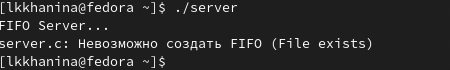 [lkkhanina@fedora ~]$ ./server
FIFO Server...
server.c: Невозможно создать FIFO (File exists)
[lkkhanina@fedora ~]$